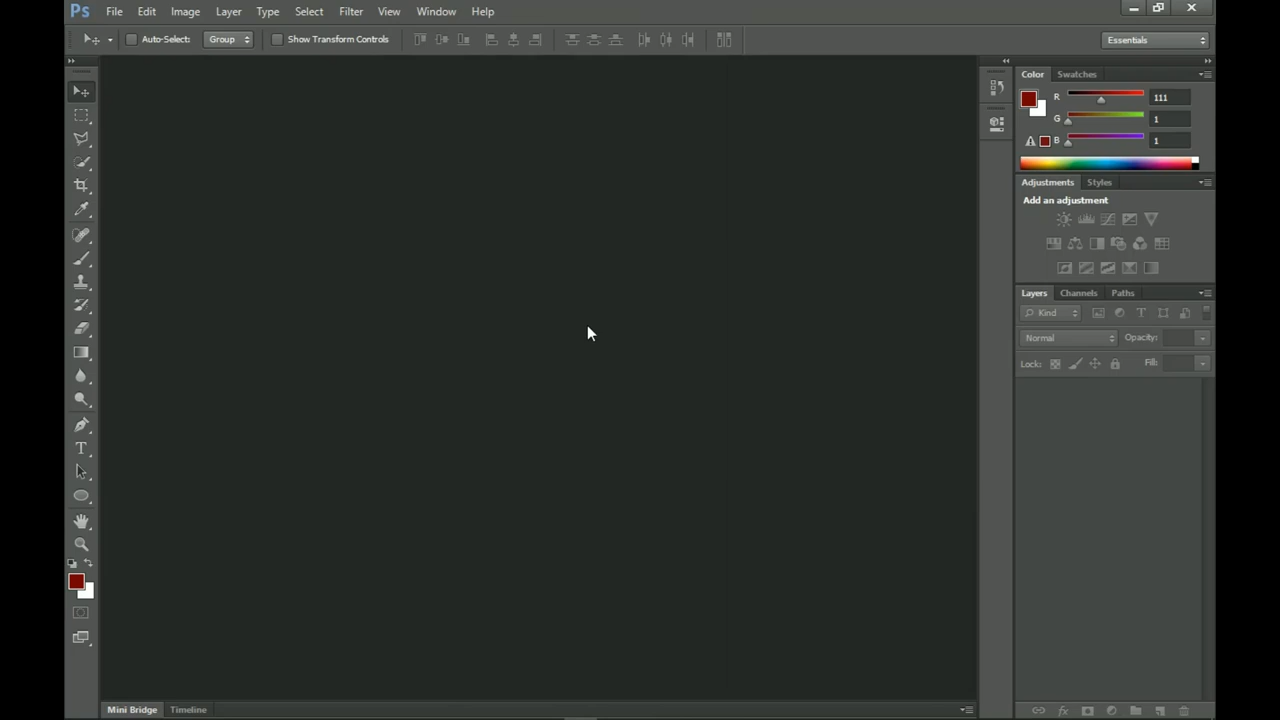 Ps File Edit Image Layer Type Select Filter View Window Help
Auto-Select: Group Show Transform Controls Essentials
Color Swatches
R 111
G 1
B 1
Adjustments Styles
Add an adjustment
Layers Channels Paths
Kind T
Normal Opacity:
Lock: Fill:
T
fx
Mini Bridge Timeline